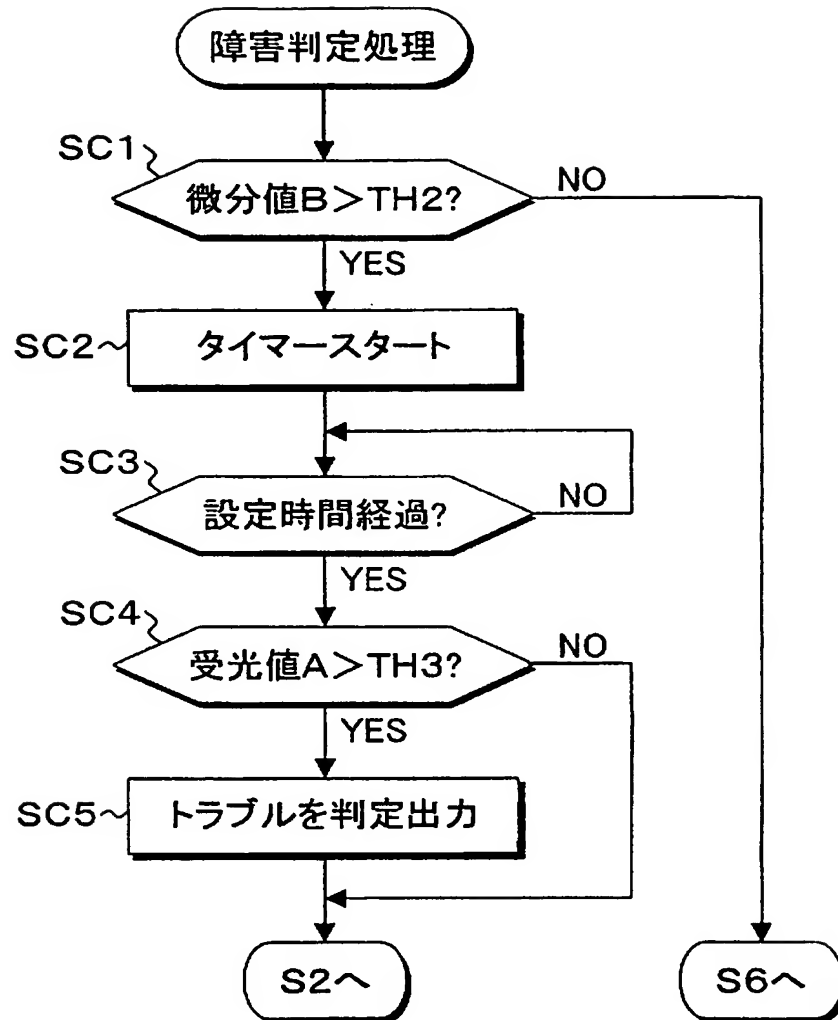 障害判定処理
SC1
微分値B＞TH2?
NO
YES
SC2
タイマースタート
SC3
設定時間経過?
NO
YES
SC4
受光値A＞TH3?
NO
YES
SC5
トラブルを判定出力
S2へ
S6へ